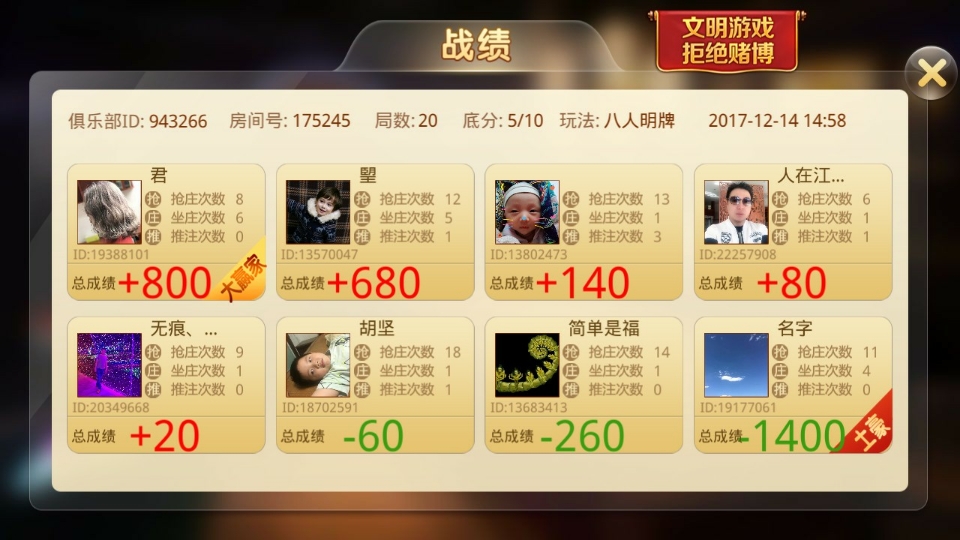 战绩
文明游戏
拒绝赌博
俱乐部ID: 943266 房间号: 175245 局数: 20 底分: 5/10 玩法: 八人明牌 2017-12-14 14:58
君
抢 抢庄次数 8
庄 坐庄次数 6
推 推注次数 0
ID:19388101
总成绩 +800
大赢家
塱
抢 抢庄次数 12
庄 坐庄次数 5
推 推注次数 1
ID:13570047
总成绩 +680
抢 抢庄次数 13
庄 坐庄次数 1
推 推注次数 3
ID:13802473
总成绩 +140
人在江...
抢 抢庄次数 6
庄 坐庄次数 1
推 推注次数 1
ID:22257908
总成绩 +80
无痕、...
抢 抢庄次数 9
庄 坐庄次数 1
推 推注次数 1
ID:20349668
总成绩 +20
胡坚
抢 抢庄次数 18
庄 坐庄次数 1
推 推注次数 1
ID:18702591
总成绩 -60
简单是福
抢 抢庄次数 14
庄 坐庄次数 1
推 推注次数 0
ID:13683413
总成绩 -260
名字
抢 抢庄次数 11
庄 坐庄次数 4
推 推注次数 0
ID:19177061
总成绩 -1400
土豪